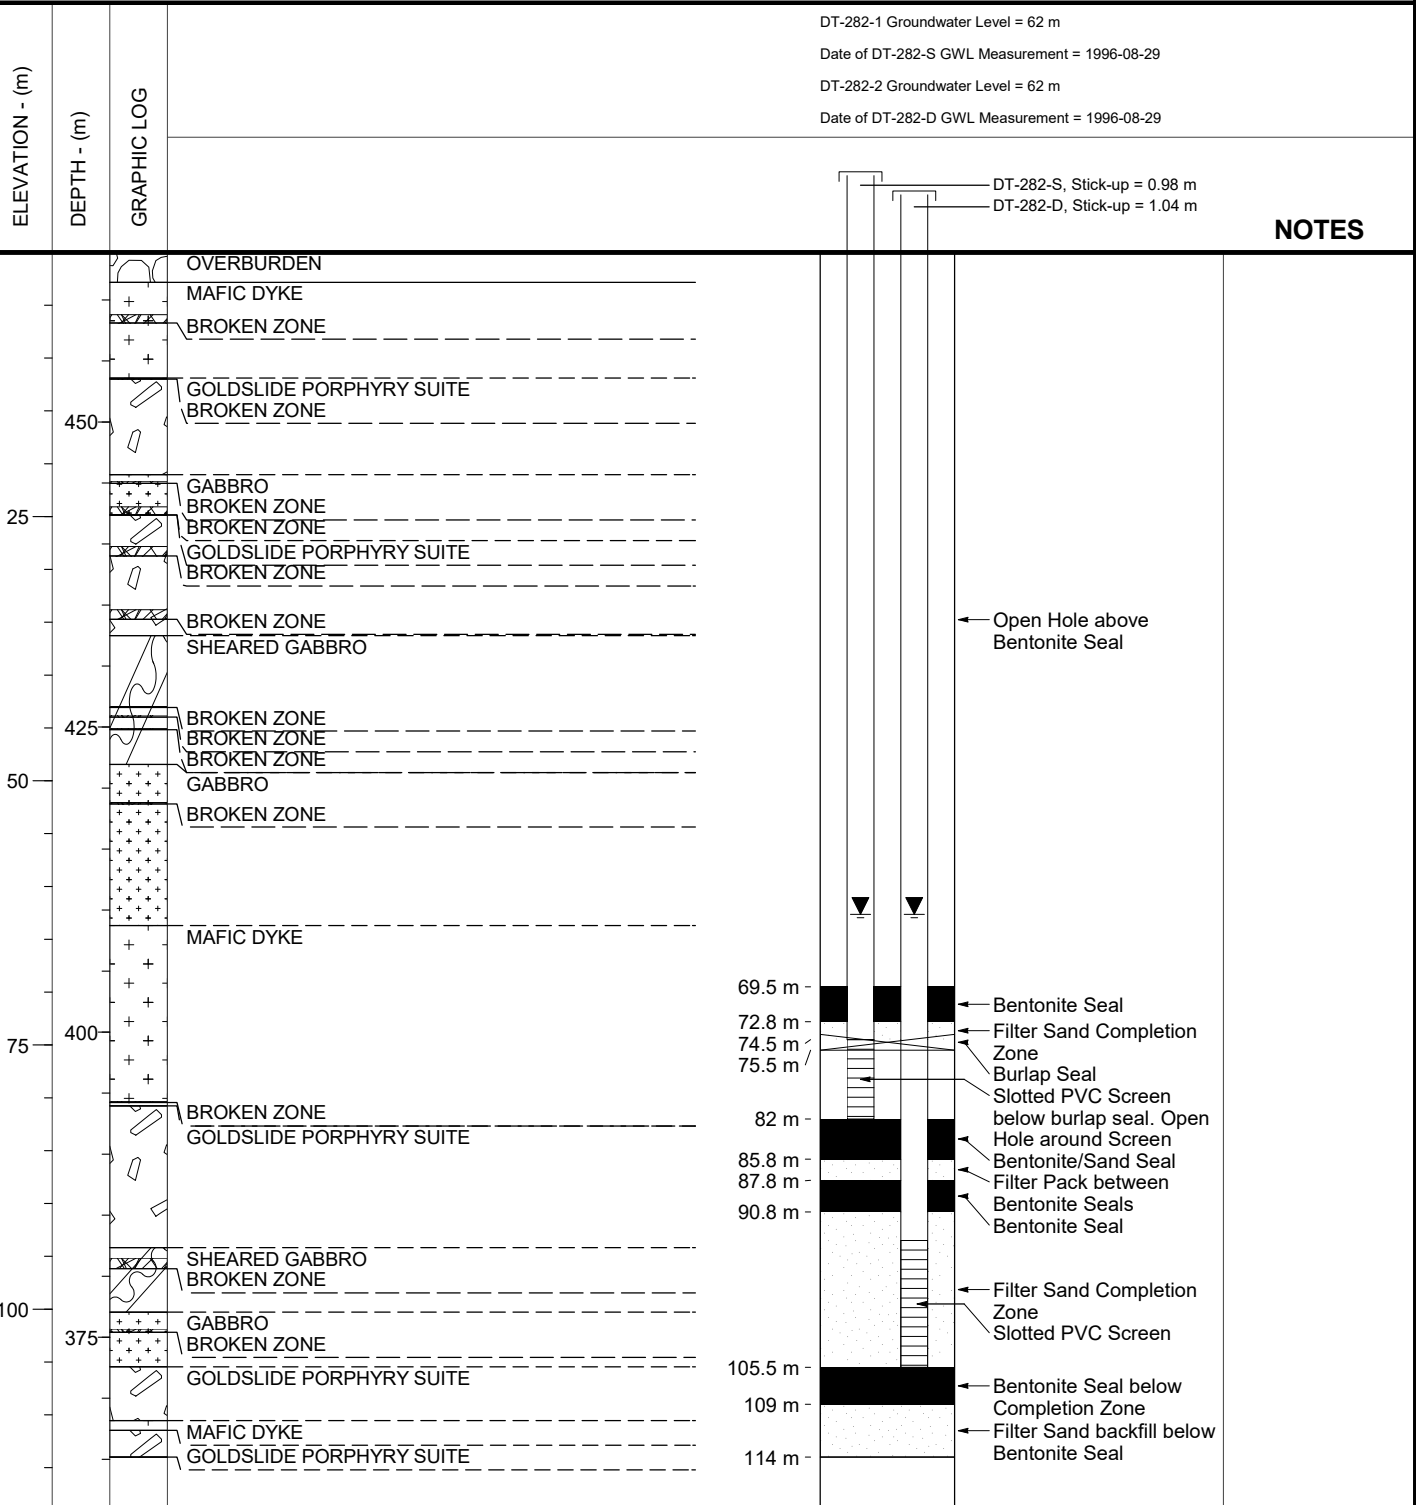 DT-282-1 Groundwater Level = 62 m
Date of DT-282-S GWL Measurement = 1996-08-29
DT-282-2 Groundwater Level = 62 m
Date of DT-282-D GWL Measurement = 1996-08-29
ELEVATION - (m)
DEPTH - (m)
GRAPHIC LOG
DT-282-S, Stick-up = 0.98 m
DT-282-D, Stick-up = 1.04 m
NOTES
OVERBURDEN
MAFIC DYKE
BROKEN ZONE
GOLDSLIDE PORPHYRY SUITE
BROKEN ZONE
450
GABBRO
BROKEN ZONE
25
BROKEN ZONE
GOLDSLIDE PORPHYRY SUITE
BROKEN ZONE
BROKEN ZONE
SHEARED GABBRO
Open Hole above
Bentonite Seal
BROKEN ZONE
425
BROKEN ZONE
BROKEN ZONE
50
GABBRO
BROKEN ZONE
MAFIC DYKE
400
75
BROKEN ZONE
GOLDSLIDE PORPHYRY SUITE
SHEARED GABBRO
BROKEN ZONE
100
GABBRO
375
BROKEN ZONE
GOLDSLIDE PORPHYRY SUITE
MAFIC DYKE
GOLDSLIDE PORPHYRY SUITE
69.5 m
72.8 m
74.5 m
75.5 m
82 m
85.8 m
87.8 m
90.8 m
105.5 m
109 m
114 m
Bentonite Seal
Filter Sand Completion
Zone
Burlap Seal
Slotted PVC Screen
below burlap seal. Open
Hole around Screen
Bentonite/Sand Seal
Filter Pack between
Bentonite Seals
Bentonite Seal
Filter Sand Completion
Zone
Slotted PVC Screen
Bentonite Seal below
Completion Zone
Filter Sand backfill below
Bentonite Seal